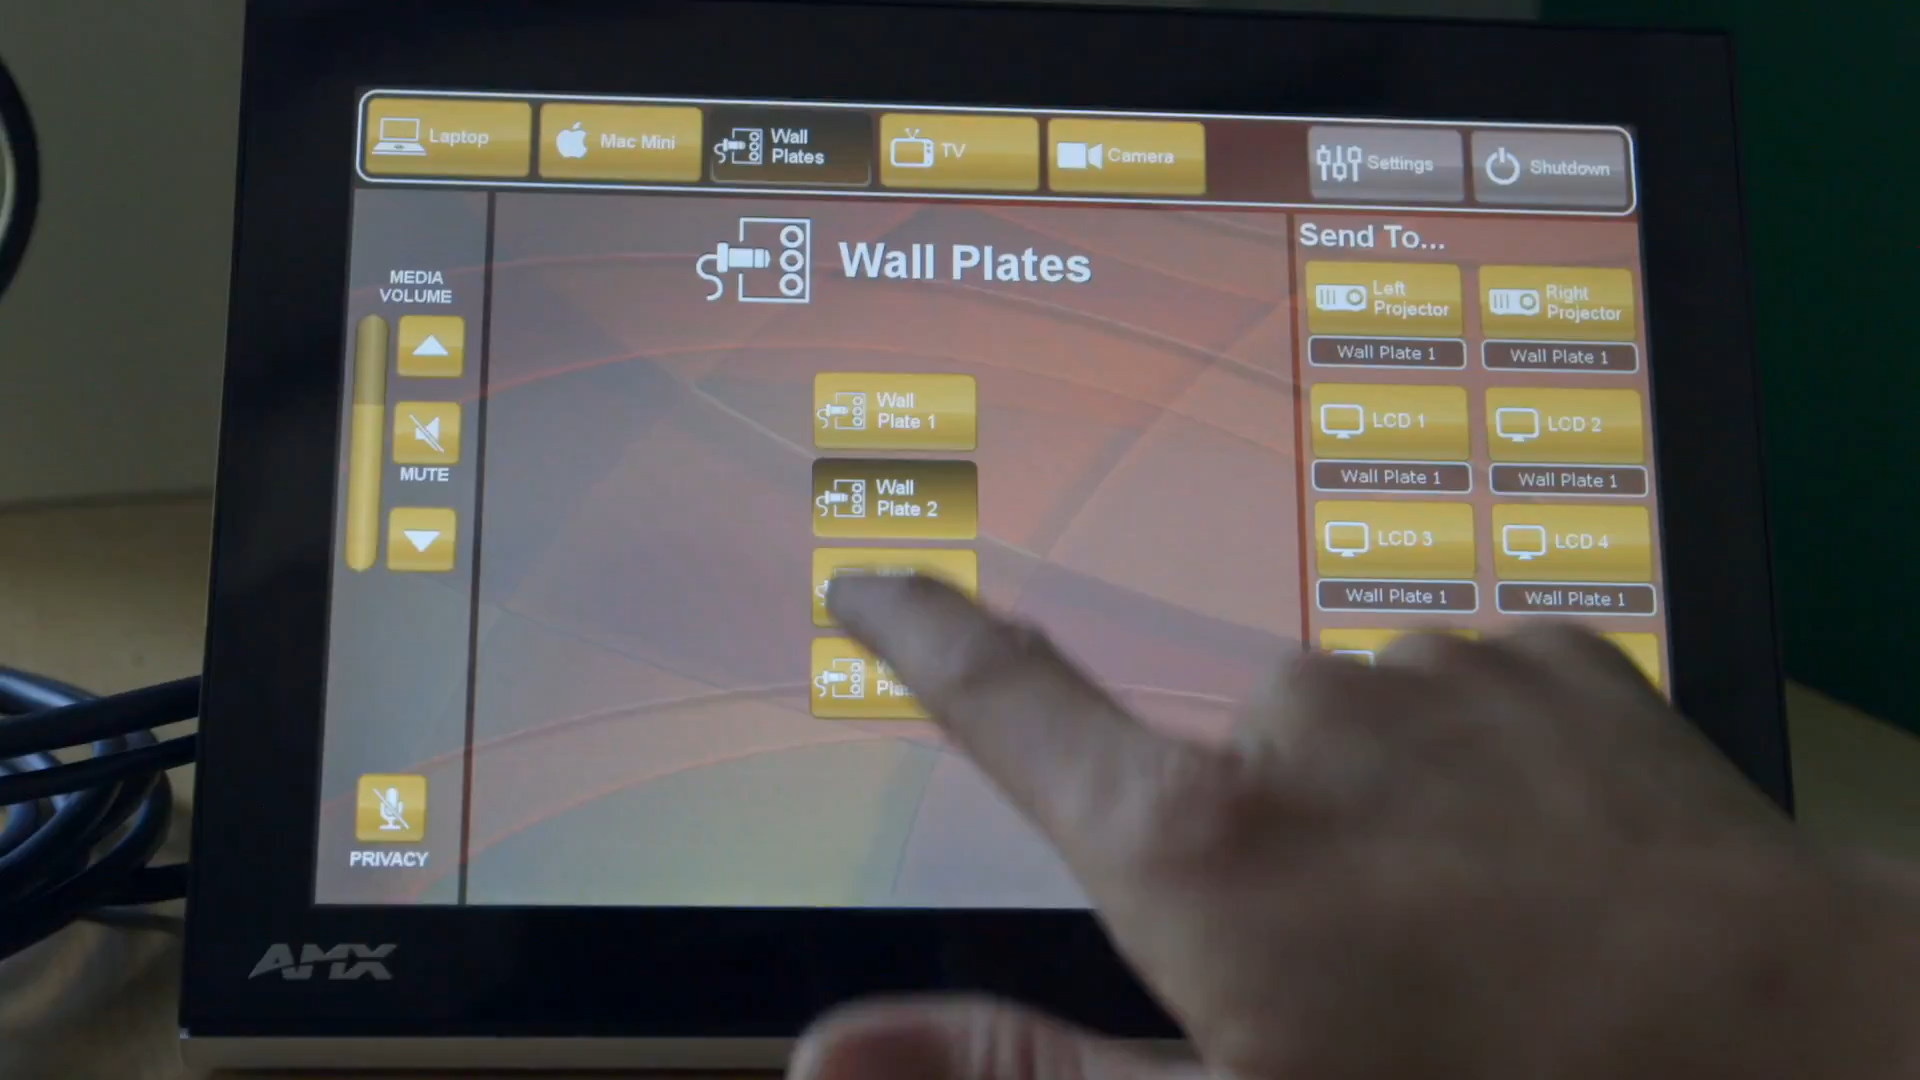 Laptop
Mac Mini
Wall
Plates
TV
Camera
Settings
Shutdown
MEDIA
VOLUME
MUTE
PRIVACY
Wall Plates
Wall
Plate 1
Wall
Plate 2
Send To...
Left
Projector
Right
Projector
Wall Plate 1
Wall Plate 1
LCD 1
LCD 2
Wall Plate 1
Wall Plate 1
LCD 3
LCD 4
Wall Plate 1
Wall Plate 1
AMX